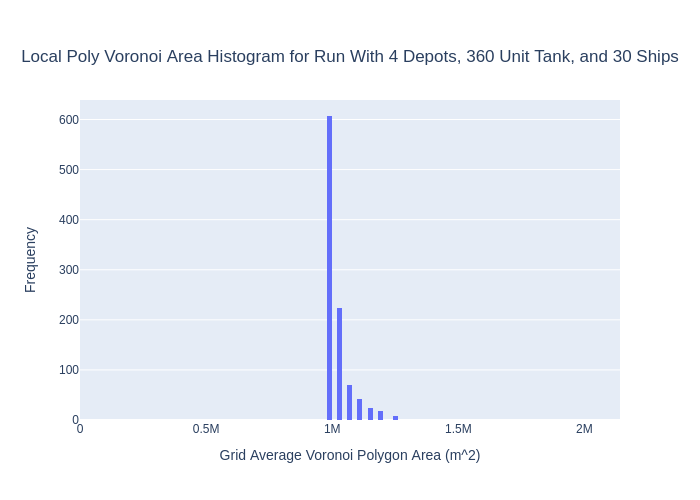 Local Poly Voronoi Area Histogram for Run With 4 Depots, 360 Unit Tank, and 30 Ships
600
500
400
300
200
100
0
Frequency
0
0.5M
1M
1.5M
2M
Grid Average Voronoi Polygon Area (m^2)